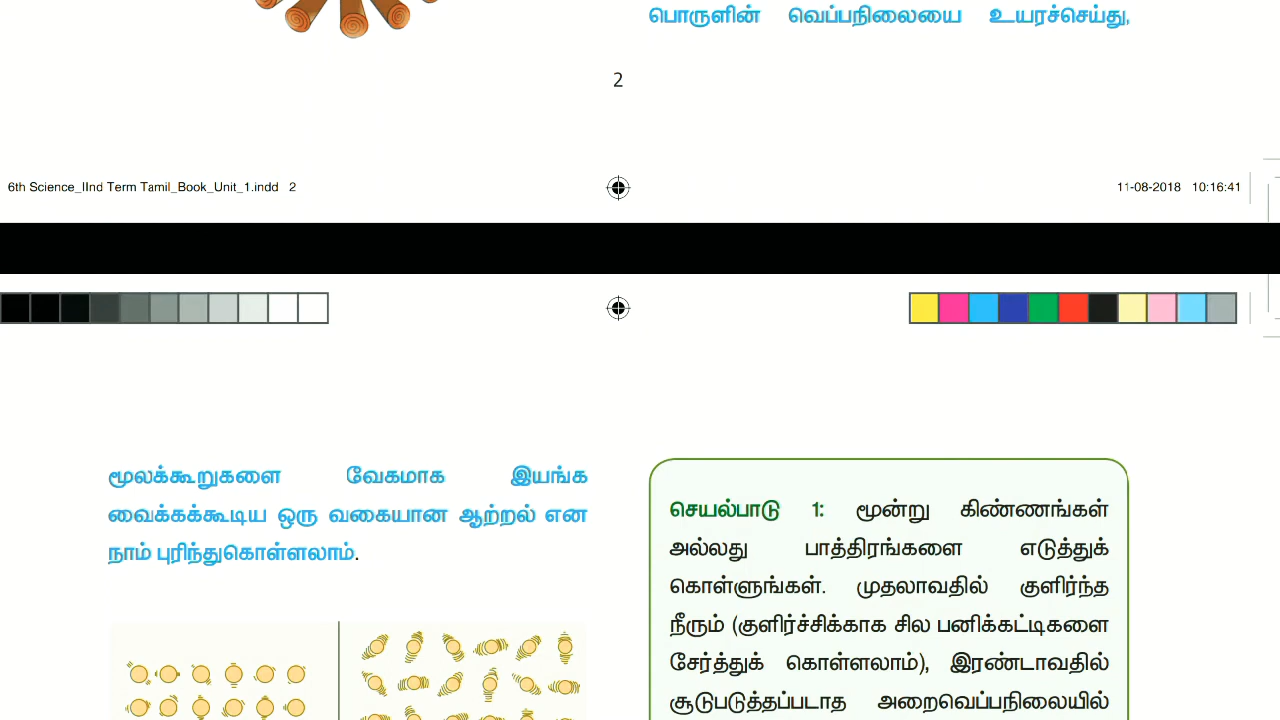 பொருளின் வெப்பநிலையை உயரச்செய்து,
2
6th Science_IInd Term Tamil_Book_Unit_1.indd 2
11-08-2018 10:16:41
மூலக்கூறுகளை வேகமாக இயங்க
வைக்கக்கூடிய ஒரு வகையான ஆற்றல் என
நாம் புரிந்துகொள்ளலாம்.
செயல்பாடு 1: மூன்று கிண்ணங்கள்
அல்லது பாத்திரங்களை எடுத்துக்
கொள்ளுங்கள். முதலாவதில் குளிர்ந்த
நீரும் (குளிர்ச்சிக்காக சில பனிக்கட்டிகளை
சேர்த்துக் கொள்ளலாம்), இரண்டாவதில்
சூடுபடுத்தப்படாத அறைவெப்பநிலையில்